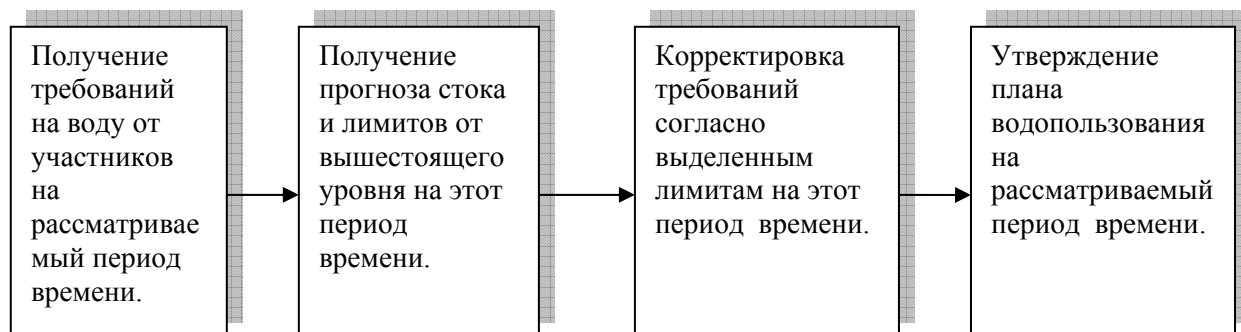 Получение
требований
на воду от
участников
на
рассматривае
мый период
времени.
Получение
прогноза стока
и лимитов от
вышестоящего
уровня на этот
период
времени.
Корректировка
требований
согласно
выделенным
лимитам на этот
период  времени.
Утверждение
плана
водопользования
на
рассматриваемый
период  времени.